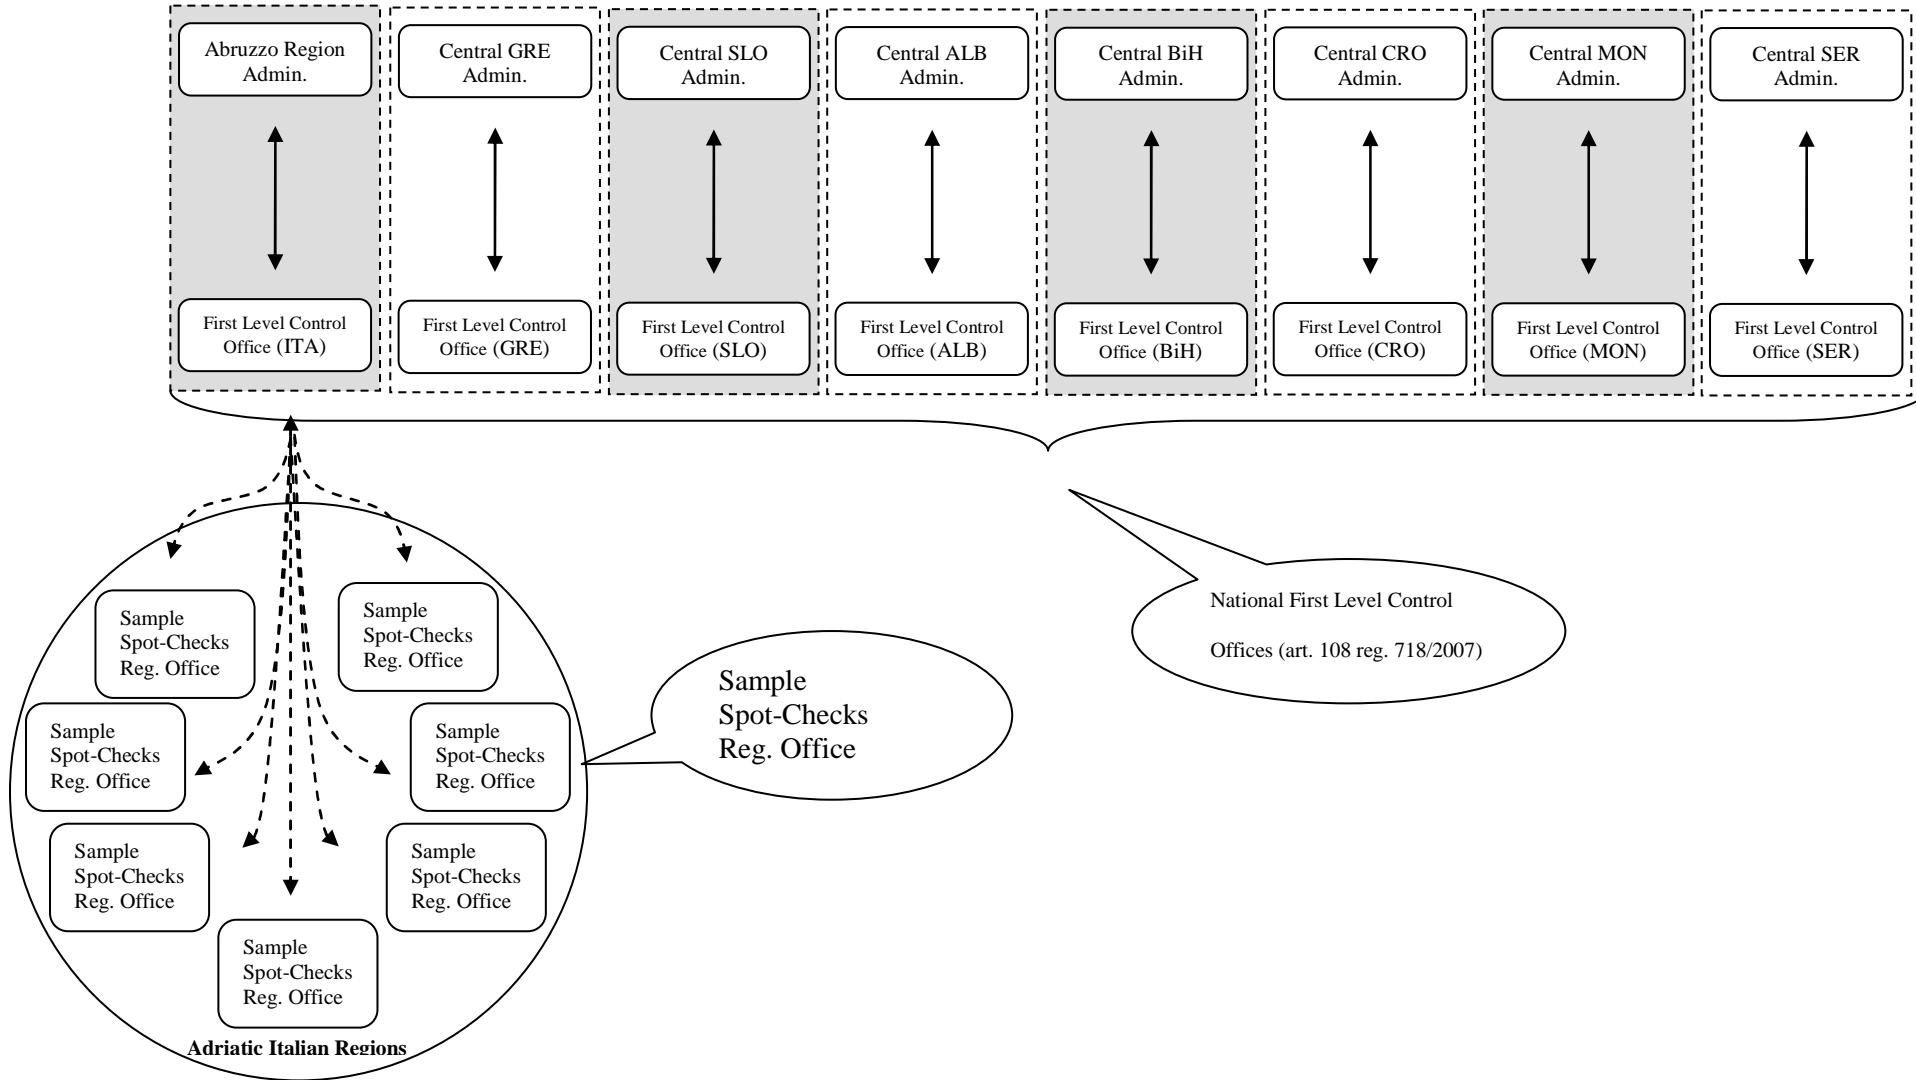 Abruzzo Region
Admin.
Central GRE
Admin.
Central SLO
Admin.
Central ALB
Admin.
Central BiH
Admin.
Central CRO
Admin.
Central MON
Admin.
Central SER
Admin.
First Level Control
Office (ITA)
First Level Control
Office (GRE)
First Level Control
Office (SLO)
First Level Control
Office (ALB)
First Level Control
Office (BiH)
First Level Control
Office (CRO)
First Level Control
Office (MON)
First Level Control
Office (SER)
National First Level Control
Offices (art. 108 reg. 718/2007)
Sample
Spot-Checks
Reg. Office
Sample
Spot-Checks
Reg. Office
Sample
Spot-Checks
Reg. Office
Sample
Spot-Checks
Reg. Office
Sample
Spot-Checks
Reg. Office
Sample
Spot-Checks
Reg. Office
Sample
Spot-Checks
Reg. Office
Sample
Spot-Checks
Reg. Office
Adriatic Italian Regions